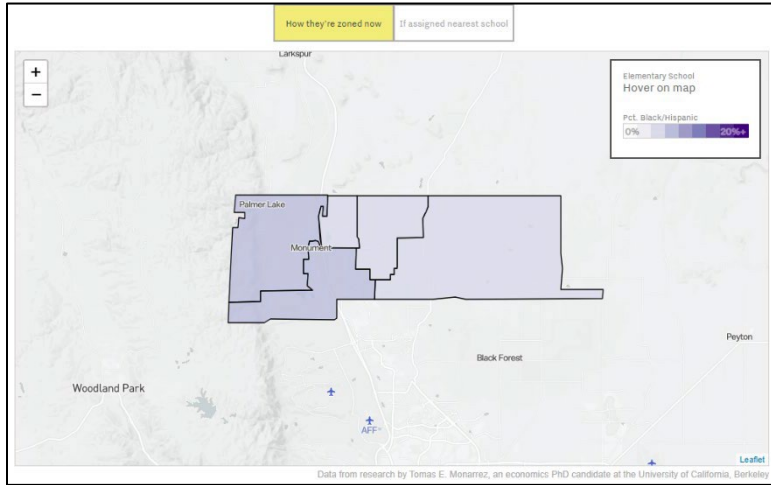 How they're zoned now
If assigned nearest school
Larkspur
+
−
Elementary School
Hover on map
Pct. Black/Hispanic
0%
20%+
Palmer Lake
Monument
Peyton
Black Forest
Woodland Park
AFF
Leaflet
Data from research by Tomas E. Monarrez, an economics PhD candidate at the University of California, Berkeley